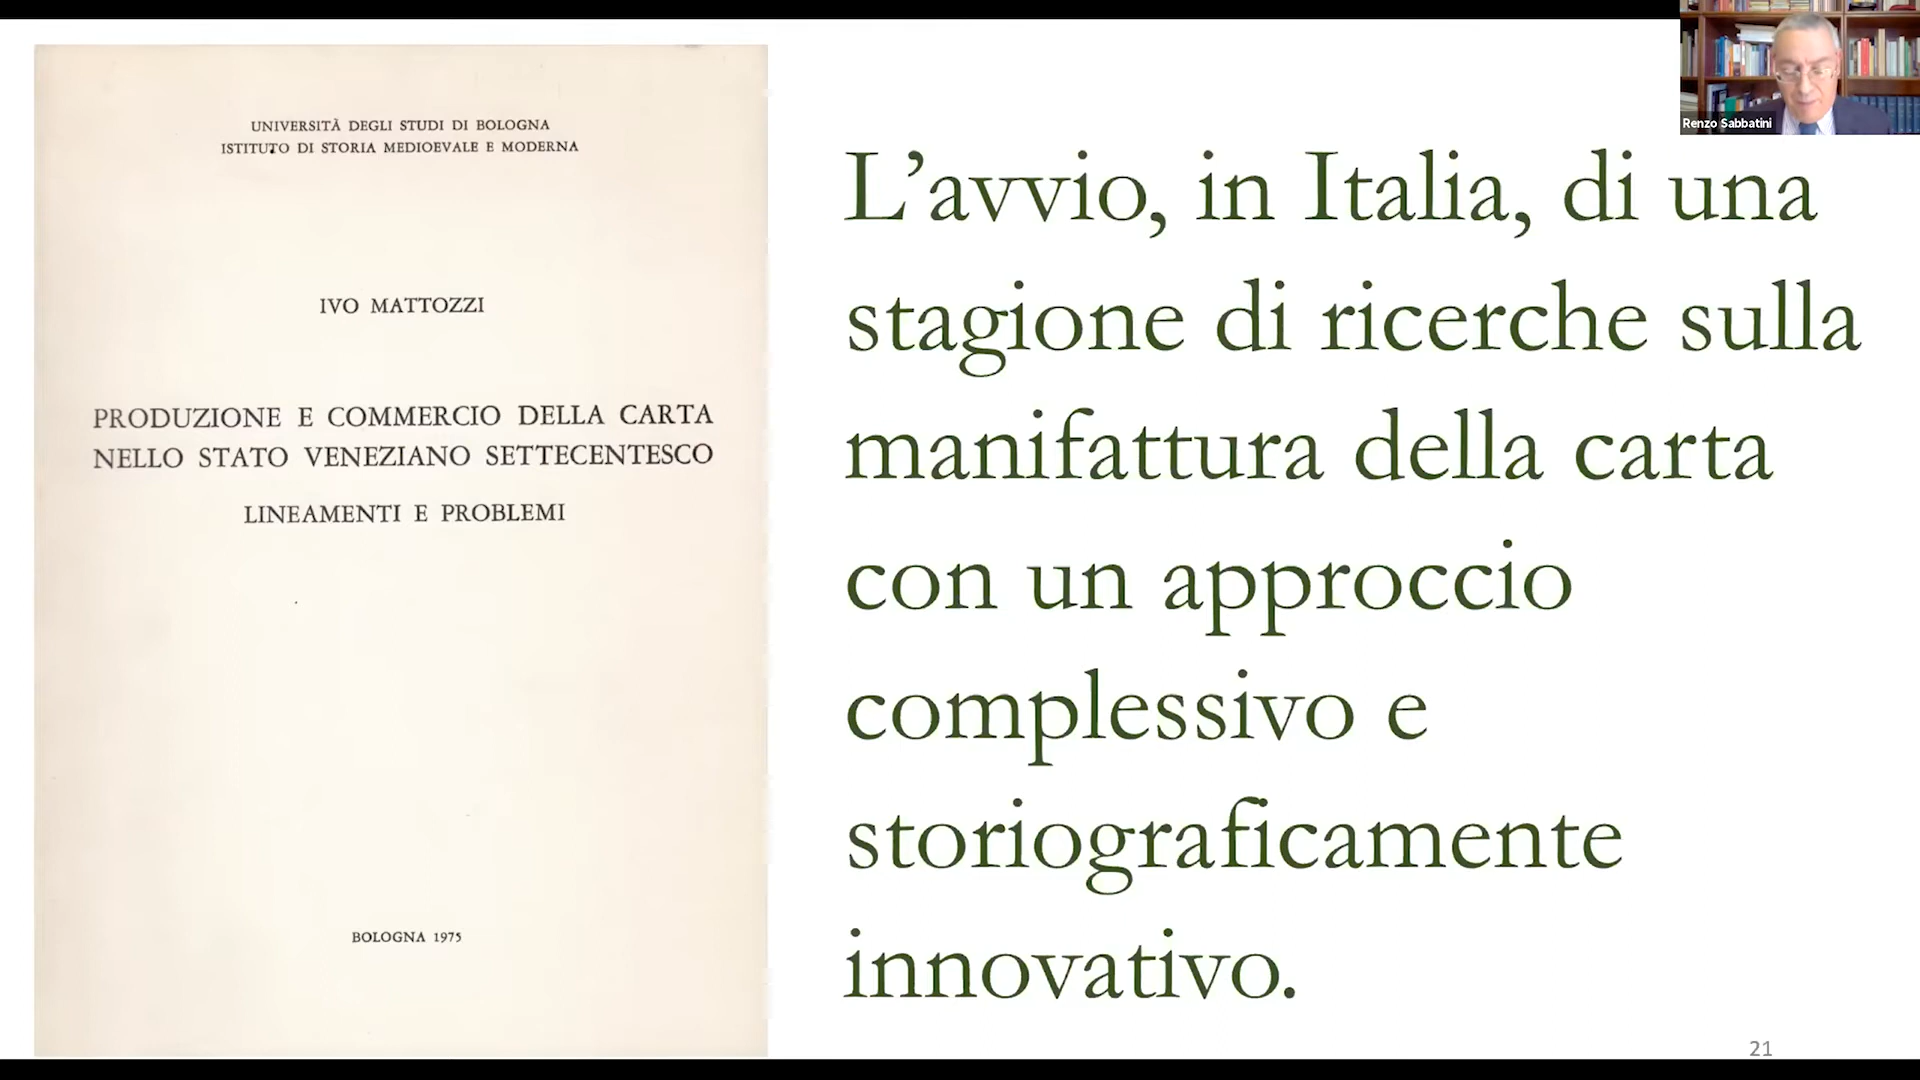 UNIVERSITÀ DEGLI STUDI DI BOLOGNA
ISTITUTO DI STORIA MEDIOEVALE E MODERNA
IVO MATTOZZI
PRODUZIONE E COMMERCIO DELLA CARTA
NELLO STATO VENEZIANO SETTECENTESCO
LINEAMENTI E PROBLEMI
BOLOGNA 1975
L’avvio, in Italia, di una
stagione di ricerche sulla
manifattura della carta
con un approccio
complessivo e
storiograficamente
innovativo.
Renzo Sabbatini
21